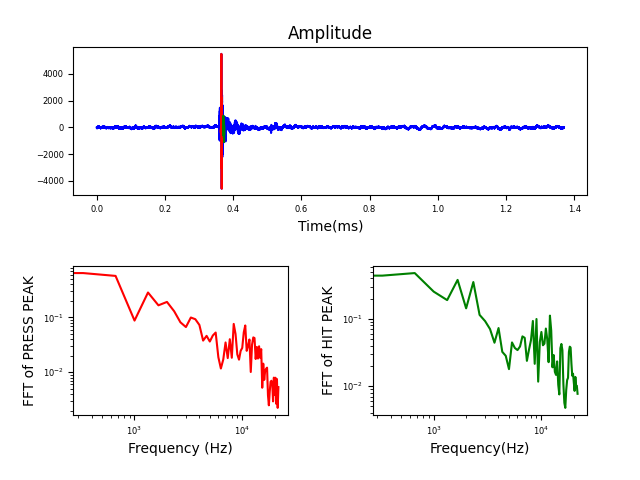 Amplitude
4000
2000
0
−2000
−4000
0.0 0.2 0.4 0.6 0.8 1.0 1.2 1.4
Time(ms)
FFT of PRESS PEAK
10⁻¹
10⁻²
10³ 10⁴
Frequency (Hz)
FFT of HIT PEAK
10⁻¹
10⁻²
10³ 10⁴
Frequency(Hz)